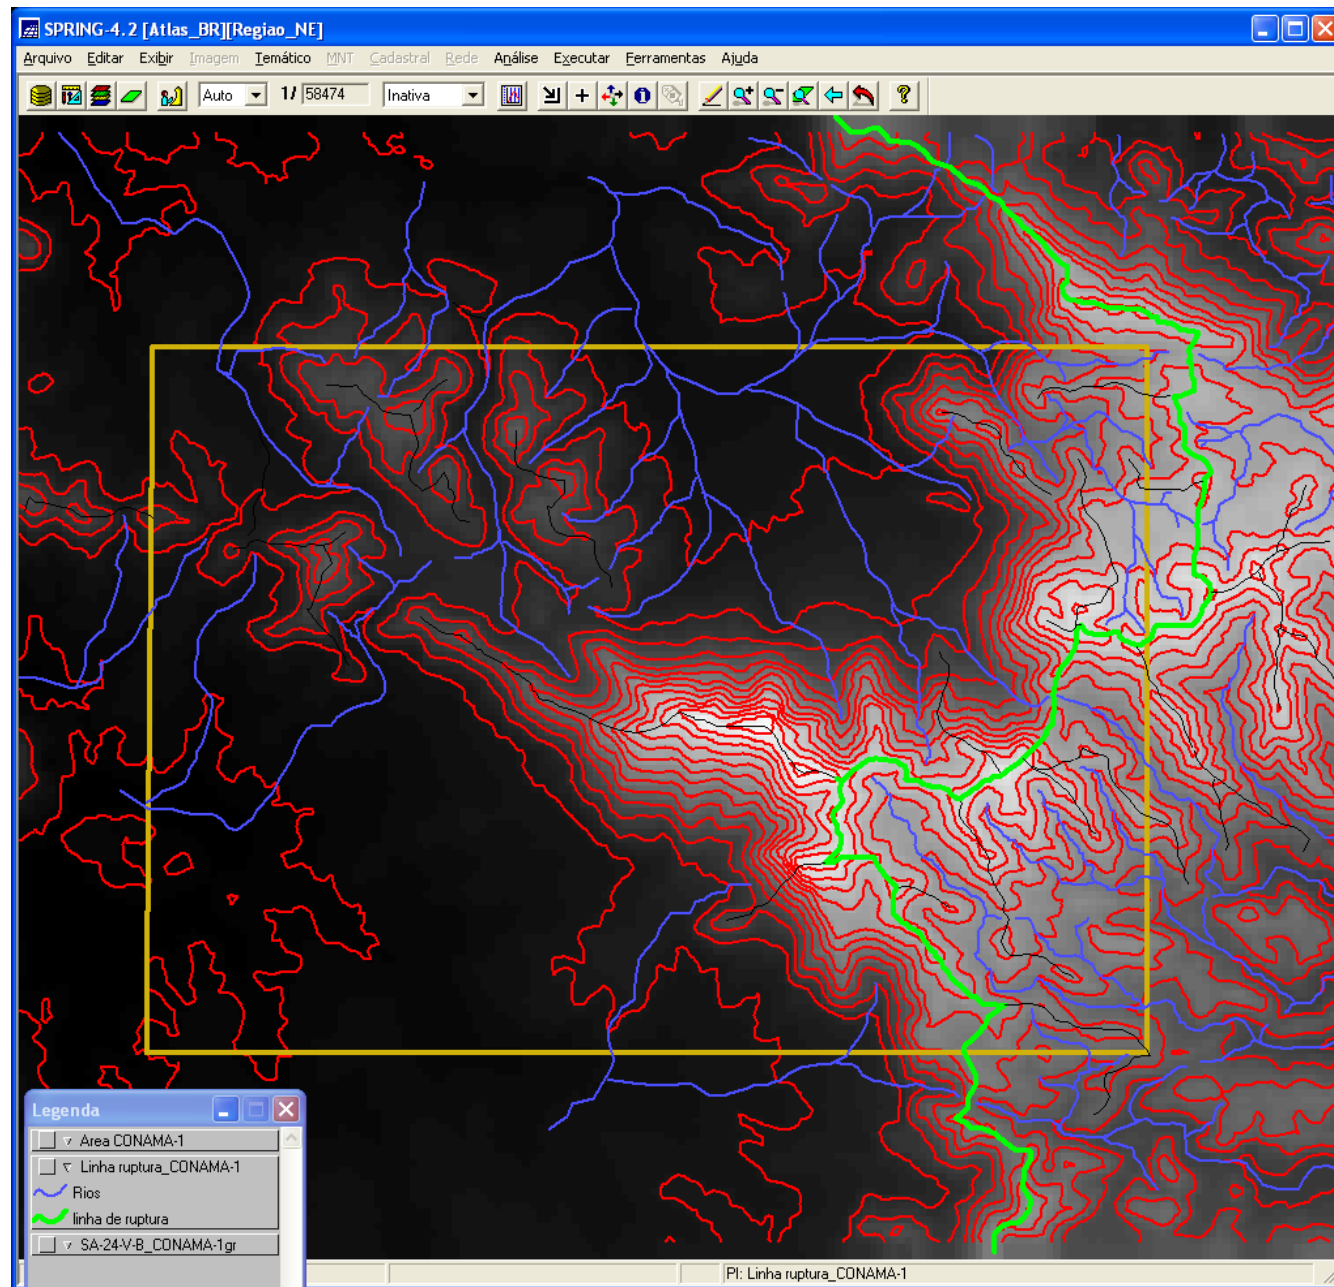 SPRING-4.2 [Atlas_BR][Regiao_NE]
Arquivo Editar Exibir Imagem Temático MNT Cadastral Rede Análise Executar Ferramentas Ajuda
Auto 1/ 58474 Inativa
Legenda
Area CONAMA-1
Linha ruptura_CONAMA-1
Rios
linha de ruptura
SA-24-V-B_CONAMA-1gr
PI: Linha ruptura_CONAMA-1